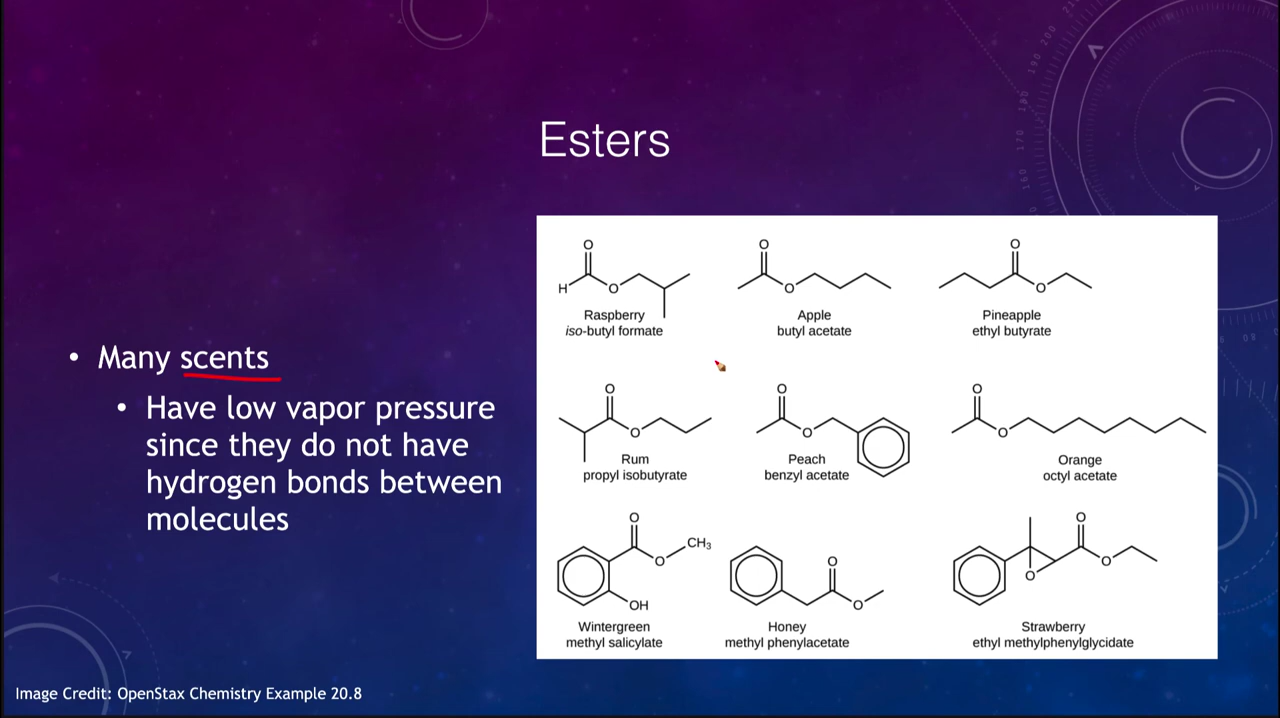 Esters
• Many scents
• Have low vapor pressure
since they do not have
hydrogen bonds between
molecules
O
H O
Raspberry
iso-butyl formate
O
O
Apple
butyl acetate
O
O
Pineapple
ethyl butyrate
O
O
Rum
propyl isobutyrate
O
O
Peach
benzyl acetate
O
O
Orange
octyl acetate
O
CH₃
O
OH
Wintergreen
methyl salicylate
O
O
Honey
methyl phenylacetate
O
O
O
Strawberry
ethyl methylphenylglycidate
Image Credit: OpenStax Chemistry Example 20.8